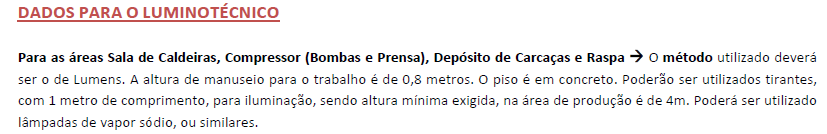 DADOS PARA O LUMINOTÉCNICO
Para as áreas Sala de Caldeiras, Compressor (Bombas e Prensa), Depósito de Carcaças e Raspa → O método utilizado deverá
ser o de Lumens. A altura de manuseio para o trabalho é de 0,8 metros. O piso é em concreto. Poderão ser utilizados tirantes,
com 1 metro de comprimento, para iluminação, sendo altura mínima exigida, na área de produção é de 4m. Poderá ser utilizado
lâmpadas de vapor sódio, ou similares.